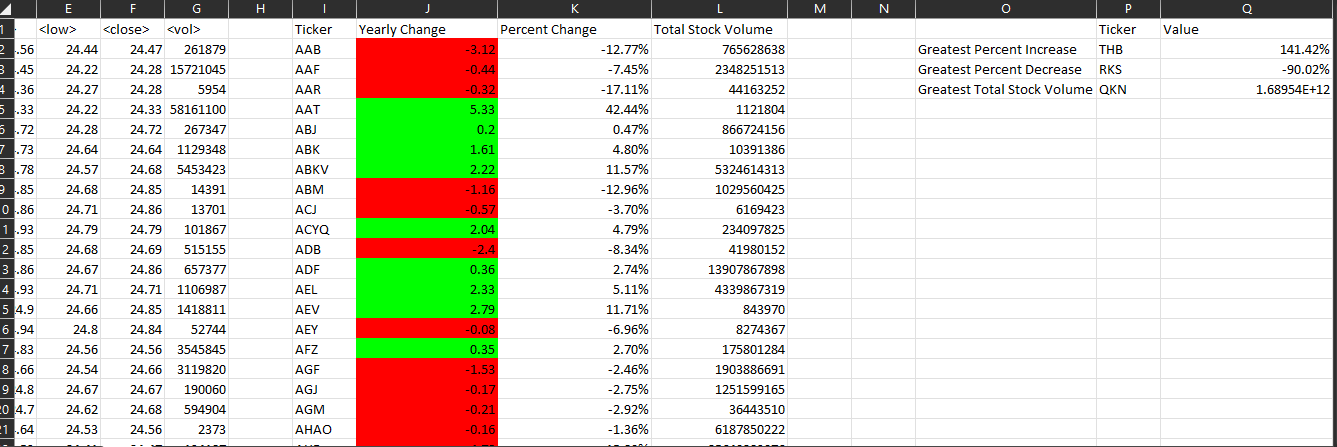 E F G H I J K L M N O P Q
1 <low> <close> <vol> Ticker Yearly Change Percent Change Total Stock Volume Ticker Value
2 .56 24.44 24.47 261879 AAB -3.12 -12.77% 765628638 Greatest Percent Increase THB 141.42%
3 .45 24.22 24.28 15721045 AAF -0.44 -7.45% 2348251513 Greatest Percent Decrease RKS -90.02%
4 .36 24.27 24.28 5954 AAR -0.32 -17.11% 44163252 Greatest Total Stock Volume QKN 1.68954E+12
5 .33 24.22 24.33 58161100 AAT 5.33 42.44% 1121804
6 .72 24.28 24.72 267347 ABJ 0.2 0.47% 866724156
7 .73 24.64 24.64 1129348 ABK 1.61 4.80% 10391386
8 .78 24.57 24.68 5453423 ABKV 2.22 11.57% 5324614313
9 .85 24.68 24.85 14391 ABM -1.16 -12.96% 1029560425
0 .86 24.71 24.86 13701 ACJ -0.57 -3.70% 6169423
1 .93 24.79 24.79 101867 ACYQ 2.04 4.79% 234097825
2 .85 24.68 24.69 515155 ADB -2.4 -8.34% 41980152
3 .86 24.67 24.86 657377 ADF 0.36 2.74% 13907867898
4 .93 24.71 24.71 1106987 AEL 2.33 5.11% 4339867319
5 4.9 24.66 24.85 1418811 AEV 2.79 11.71% 843970
6 .94 24.8 24.84 52744 AEY -0.08 -6.96% 8274367
7 .83 24.56 24.56 3545845 AFZ 0.35 2.70% 175801284
8 .66 24.54 24.66 3119820 AGF -1.53 -2.46% 1903886691
9 4.8 24.67 24.67 190060 AGJ -0.17 -2.75% 1251599165
20 4.7 24.62 24.68 594904 AGM -0.21 -2.92% 36443510
21 .64 24.53 24.56 2373 AHAO -0.16 -1.36% 6187850222